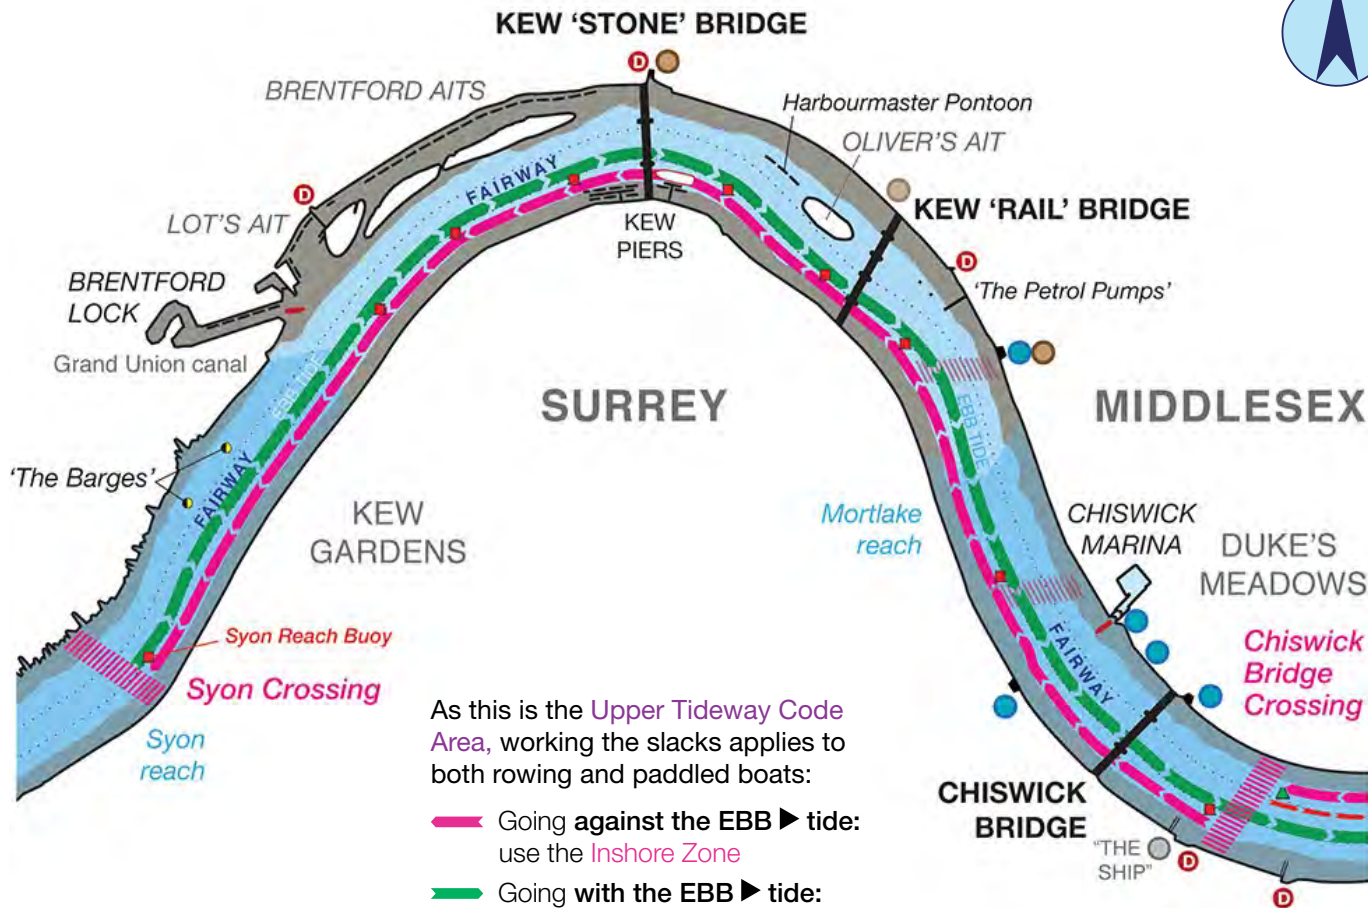 KEW ‘STONE’ BRIDGE
D
BRENTFORD AITS
Harbourmaster Pontoon
OLIVER’S AIT
FAIRWAY
D
LOT’S AIT
KEW
PIERS
KEW ‘RAIL’ BRIDGE
D
‘The Petrol Pumps’
BRENTFORD
LOCK
Grand Union canal
EBB TIDE
SURREY
MIDDLESEX
EBB TIDE
‘The Barges’
FAIRWAY
KEW
GARDENS
Mortlake
reach
CHISWICK
MARINA
DUKE’S
MEADOWS
FAIRWAY
Syon Reach Buoy
Syon Crossing
Syon
reach
Chiswick
Bridge
Crossing
CHISWICK
BRIDGE
"THE
SHIP"
D
D
As this is the Upper Tideway Code
Area, working the slacks applies to
both rowing and paddled boats:
Going against the EBB ▶ tide:
use the Inshore Zone
Going with the EBB ▶ tide: